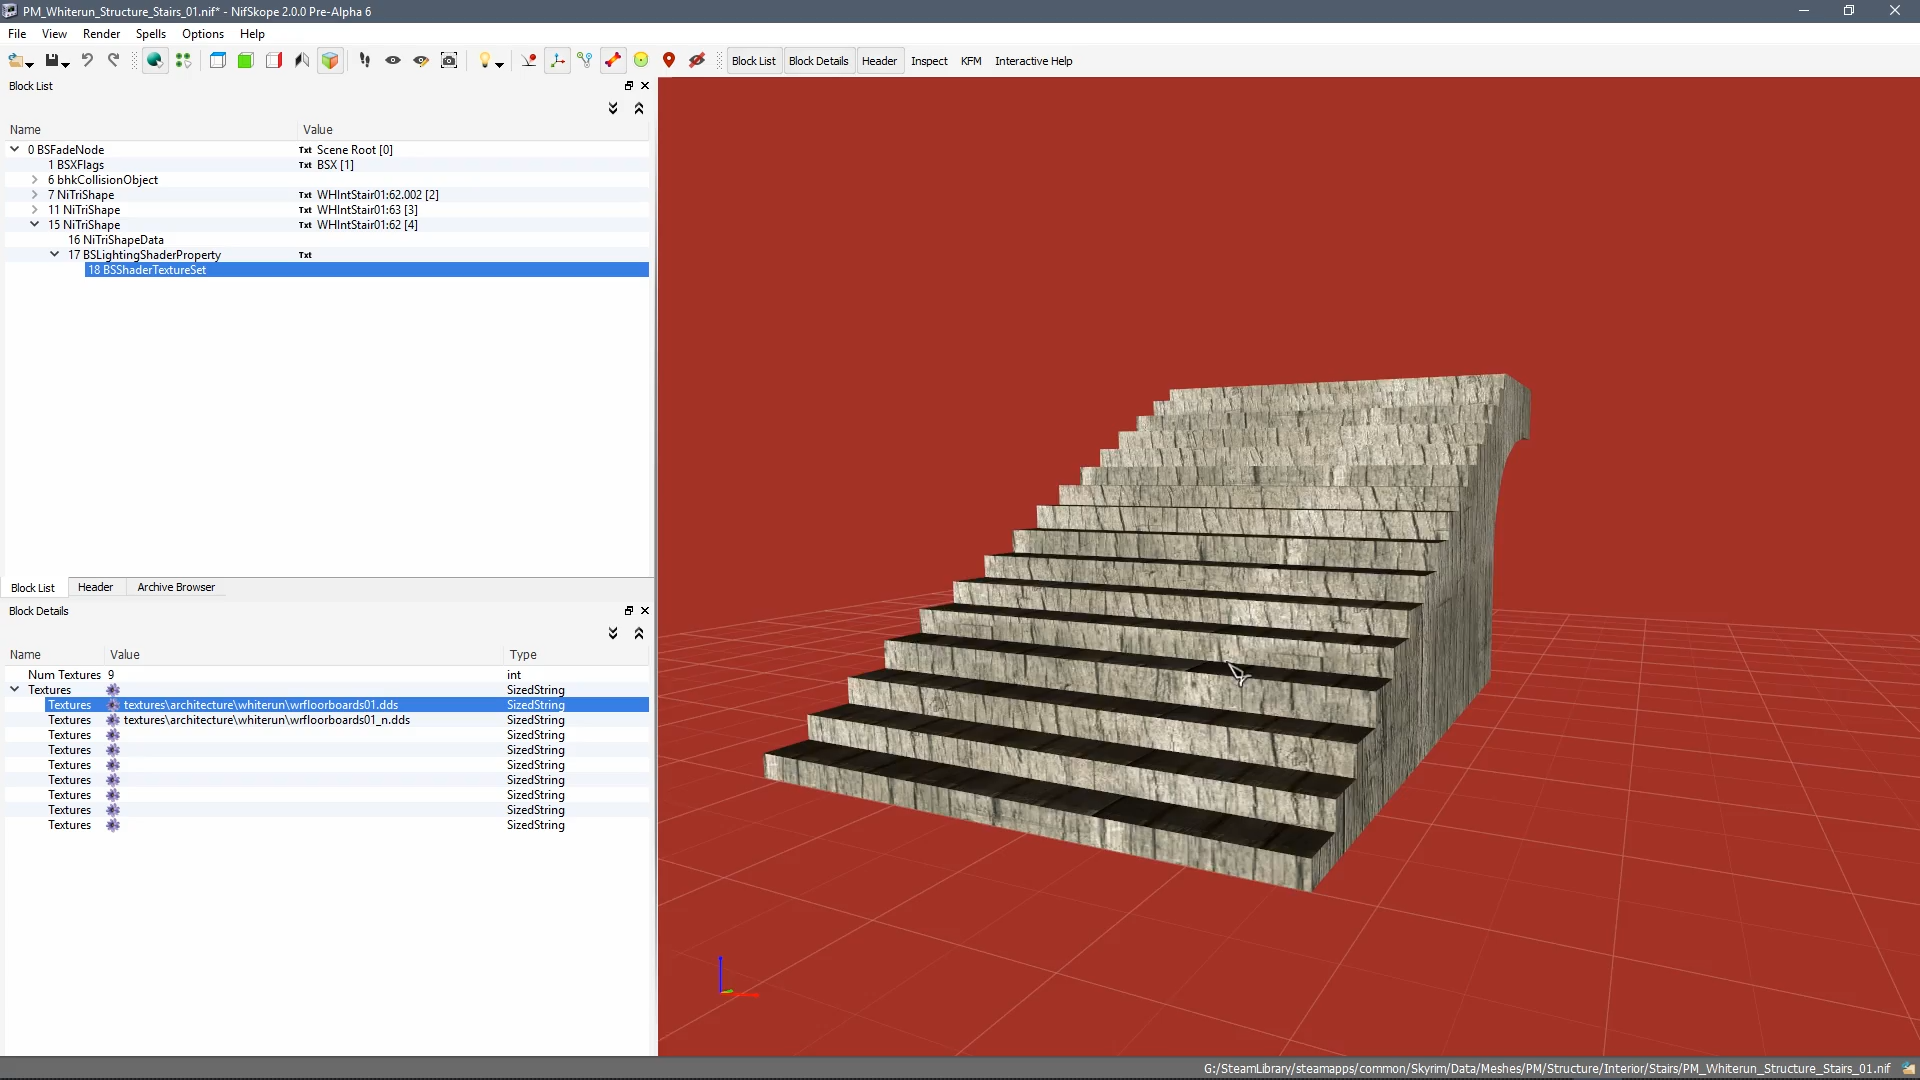 PM_Whiterun_Structure_Stairs_01.nif* - NifSkope 2.0.0 Pre-Alpha 6
File View Render Spells Options Help
Block List Block Details Header Inspect KFM Interactive Help
Block List
Name Value
0 BSFadeNode Txt Scene Root [0]
1 BSXFlags Txt BSX [1]
6 bhkCollisionObject
7 NiTriShape Txt WHIntStair01:62.002 [2]
11 NiTriShape Txt WHIntStair01:63 [3]
15 NiTriShape Txt WHIntStair01:62 [4]
16 NiTriShapeData
17 BSLightingShaderProperty Txt
18 BSShaderTextureSet
Block List Header Archive Browser
Block Details
Name Value Type
Num Textures 9 int
Textures SizedString
Textures textures\architecture\whiterun\wrfloorboards01.dds SizedString
Textures textures\architecture\whiterun\wrfloorboards01_n.dds SizedString
Textures SizedString
Textures SizedString
Textures SizedString
Textures SizedString
Textures SizedString
Textures SizedString
Textures SizedString
G:/SteamLibrary/steamapps/common/Skyrim/Data/Meshes/PM/Structure/Interior/Stairs/PM_Whiterun_Structure_Stairs_01.nif